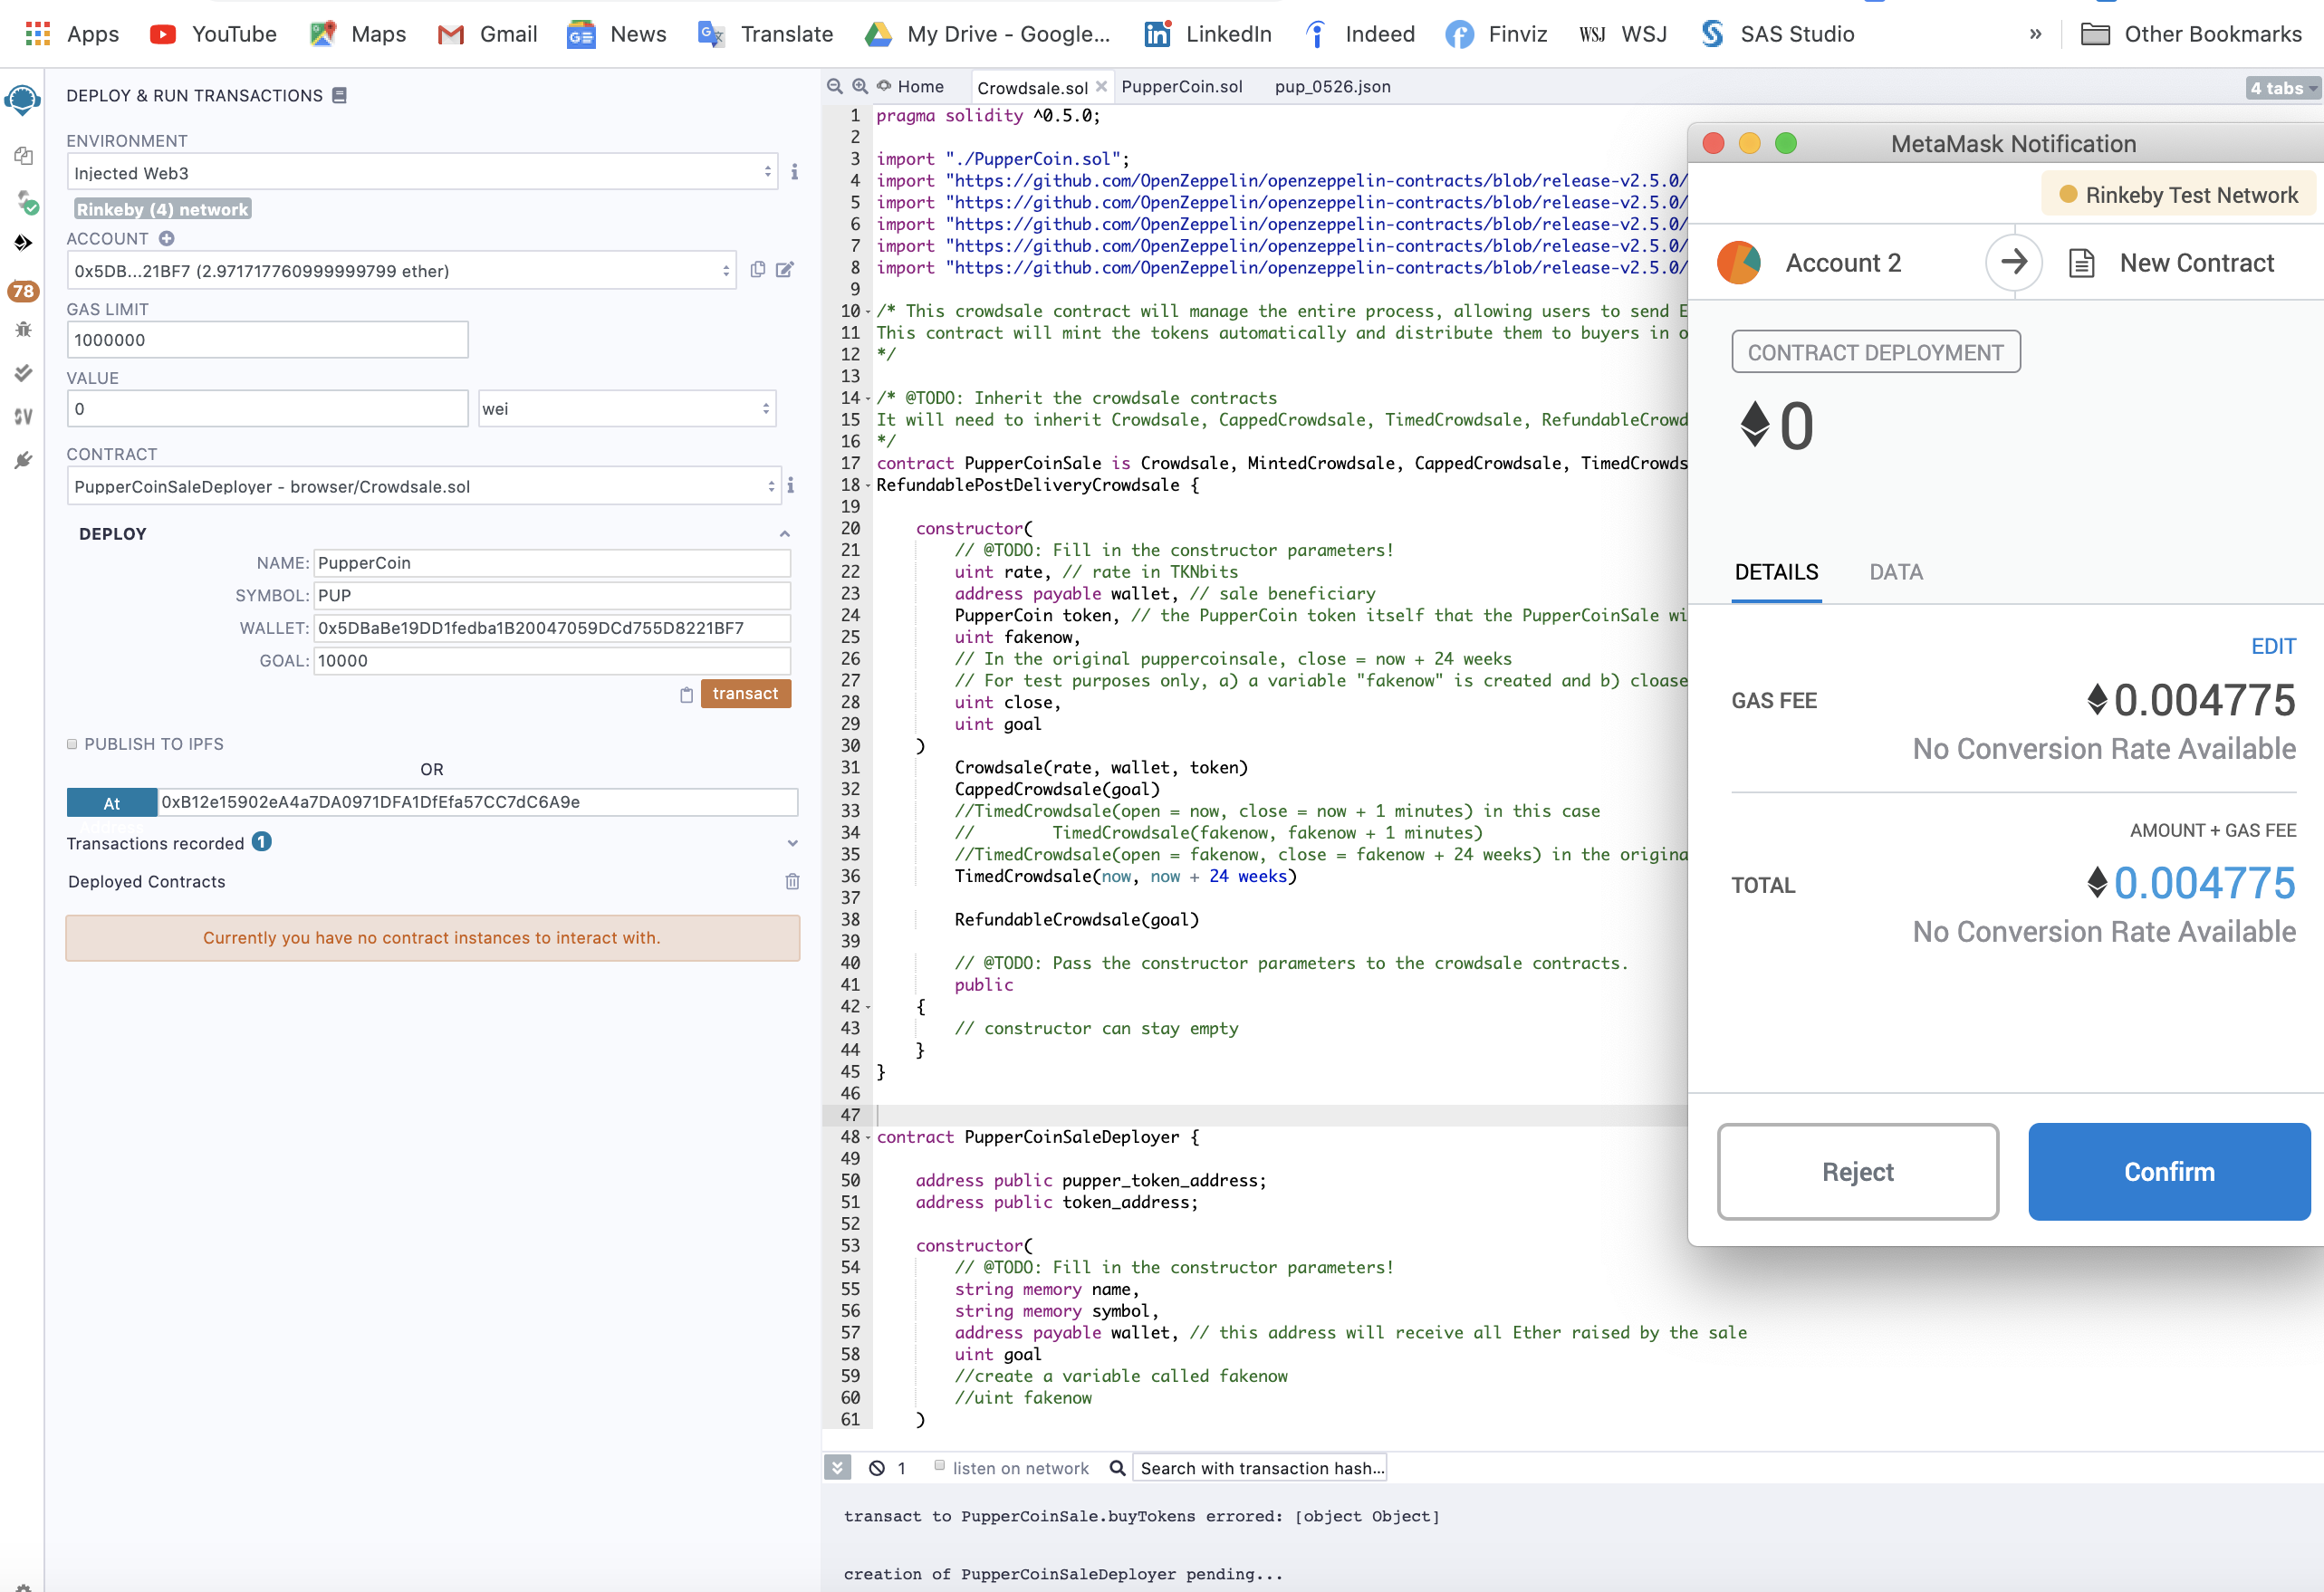 Apps YouTube Maps Gmail News Translate My Drive - Google... LinkedIn Indeed Finviz WSJ WSJ SAS Studio » Other Bookmarks
DEPLOY & RUN TRANSACTIONS
ENVIRONMENT
Injected Web3
Rinkeby (4) network
ACCOUNT
0x5DB...21BF7 (2.971717760999999799 ether)
78
GAS LIMIT
1000000
VALUE
0 wei
CONTRACT
PupperCoinSaleDeployer - browser/Crowdsale.sol
DEPLOY
NAME: PupperCoin
SYMBOL: PUP
WALLET: 0x5DBaBe19DD1fedba1B20047059DCd755D8221BF7
GOAL: 10000
transact
PUBLISH TO IPFS
OR
At 0xB12e15902eA4a7DA0971DFA1DfEfa57CC7dC6A9e
Transactions recorded 1
Deployed Contracts
Currently you have no contract instances to interact with.
Home Crowdsale.sol PupperCoin.sol pup_0526.json 4 tabs
1 pragma solidity ^0.5.0;
2
3 import "./PupperCoin.sol";
4 import "https://github.com/OpenZeppelin/openzeppelin-contracts/blob/release-v2.5.0/
5 import "https://github.com/OpenZeppelin/openzeppelin-contracts/blob/release-v2.5.0/
6 import "https://github.com/OpenZeppelin/openzeppelin-contracts/blob/release-v2.5.0/
7 import "https://github.com/OpenZeppelin/openzeppelin-contracts/blob/release-v2.5.0/
8 import "https://github.com/OpenZeppelin/openzeppelin-contracts/blob/release-v2.5.0/
9
10 /* This crowdsale contract will manage the entire process, allowing users to send E
11 This contract will mint the tokens automatically and distribute them to buyers in o
12 */
13
14 /* @TODO: Inherit the crowdsale contracts
15 It will need to inherit Crowdsale, CappedCrowdsale, TimedCrowdsale, RefundableCrowd
16 */
17 contract PupperCoinSale is Crowdsale, MintedCrowdsale, CappedCrowdsale, TimedCrowds
18 RefundablePostDeliveryCrowdsale {
19
20 constructor(
21 // @TODO: Fill in the constructor parameters!
22 uint rate, // rate in TKNbits
23 address payable wallet, // sale beneficiary
24 PupperCoin token, // the PupperCoin token itself that the PupperCoinSale wi
25 uint fakenow,
26 // In the original puppercoinsale, close = now + 24 weeks
27 // For test purposes only, a) a variable "fakenow" is created and b) cloase
28 uint close,
29 uint goal
30 )
31 Crowdsale(rate, wallet, token)
32 CappedCrowdsale(goal)
33 //TimedCrowdsale(open = now, close = now + 1 minutes) in this case
34 // TimedCrowdsale(fakenow, fakenow + 1 minutes)
35 //TimedCrowdsale(open = fakenow, close = fakenow + 24 weeks) in the origina
36 TimedCrowdsale(now, now + 24 weeks)
37
38 RefundableCrowdsale(goal)
39
40 // @TODO: Pass the constructor parameters to the crowdsale contracts.
41 public
42 {
43 // constructor can stay empty
44 }
45 }
46
47
48 contract PupperCoinSaleDeployer {
49
50 address public pupper_token_address;
51 address public token_address;
52
53 constructor(
54 // @TODO: Fill in the constructor parameters!
55 string memory name,
56 string memory symbol,
57 address payable wallet, // this address will receive all Ether raised by the sale
58 uint goal
59 //create a variable called fakenow
60 //uint fakenow
61 )
1 listen on network Search with transaction hash...
transact to PupperCoinSale.buyTokens errored: [object Object]
creation of PupperCoinSaleDeployer pending...
MetaMask Notification
Rinkeby Test Network
Account 2 New Contract
CONTRACT DEPLOYMENT
0
DETAILS DATA
EDIT
GAS FEE 0.004775
No Conversion Rate Available
AMOUNT + GAS FEE
TOTAL 0.004775
No Conversion Rate Available
Reject Confirm